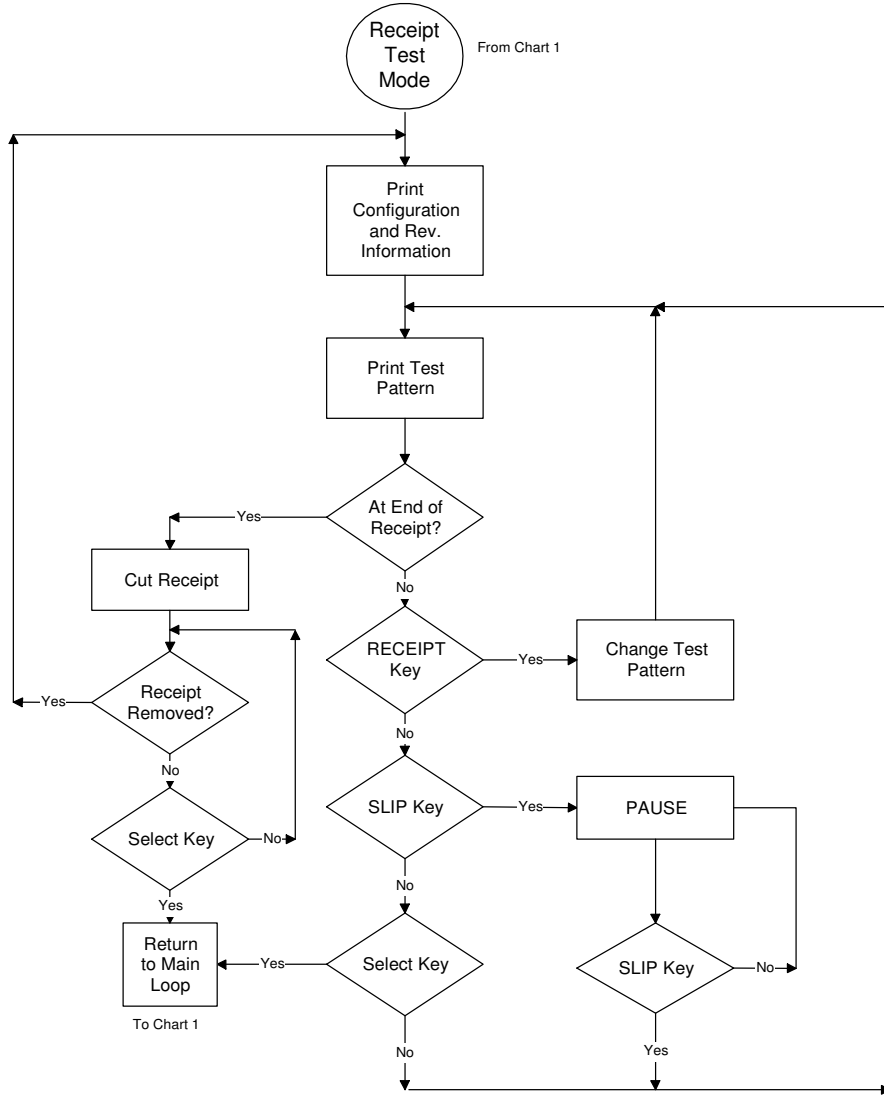 Receipt
Test
Mode
From Chart 1
Print
Configuration
and Rev.
Information
Print Test
Pattern
At End of
Receipt?
Yes
No
Cut Receipt
RECEIPT
Key
Yes
No
Change Test
Pattern
Receipt
Removed?
Yes
No
SLIP Key
Yes
No
PAUSE
Select Key
No
Yes
Return
to Main
Loop
To Chart 1
Select Key
Yes
No
SLIP Key
No
Yes